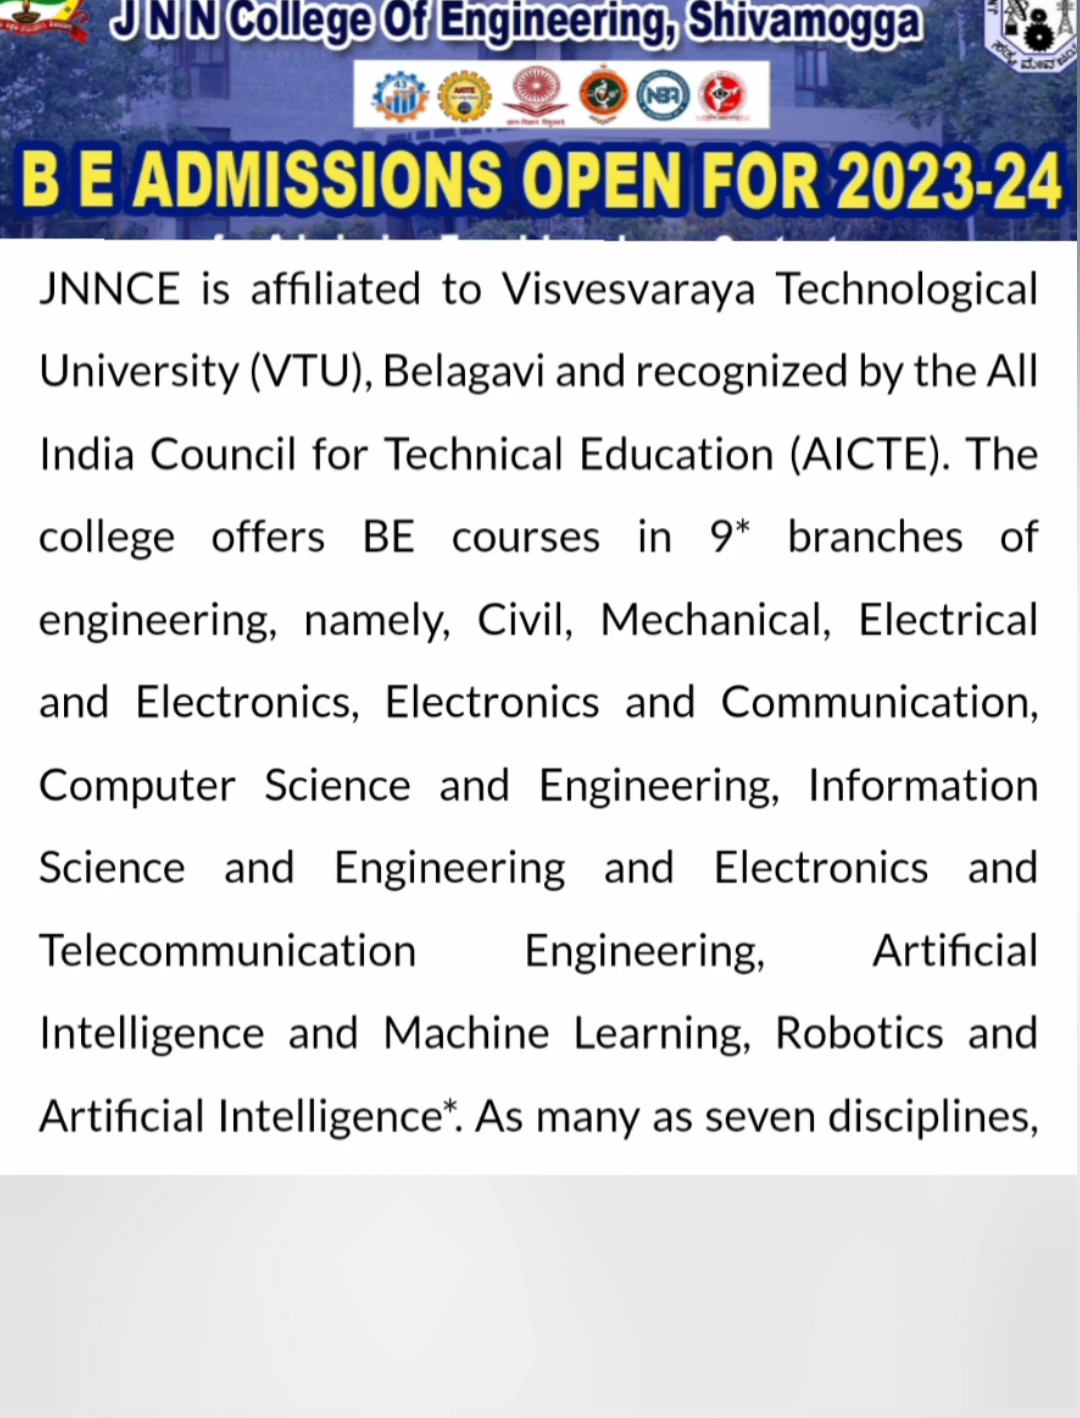 J N N College Of Engineering, Shivamogga
NBA
B E ADMISSIONS OPEN FOR 2023-24
JNNCE is affiliated to Visvesvaraya Technological
University (VTU), Belagavi and recognized by the All
India Council for Technical Education (AICTE). The
college offers BE courses in 9* branches of
engineering, namely, Civil, Mechanical, Electrical
and Electronics, Electronics and Communication,
Computer Science and Engineering, Information
Science and Engineering and Electronics and
Telecommunication Engineering, Artificial
Intelligence and Machine Learning, Robotics and
Artificial Intelligence*. As many as seven disciplines,